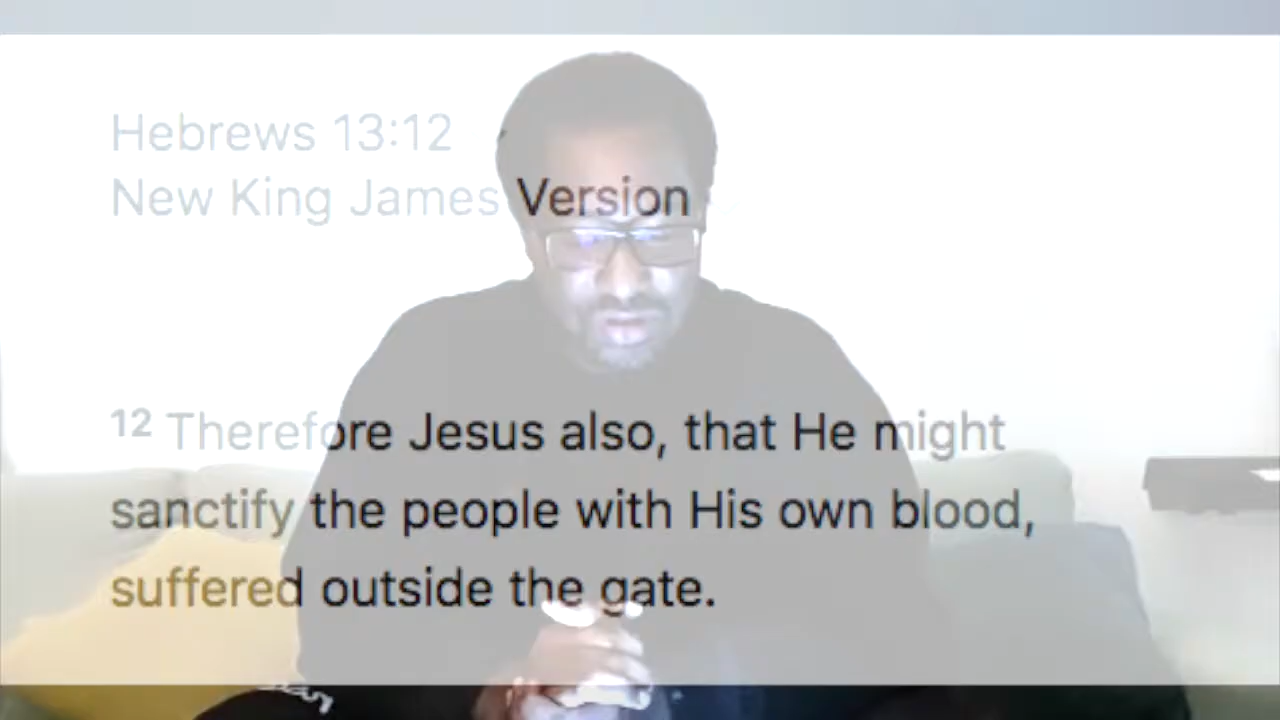 Hebrews 13:12
New King James Version
12 Therefore Jesus also, that He might
sanctify the people with His own blood,
suffered outside the gate.